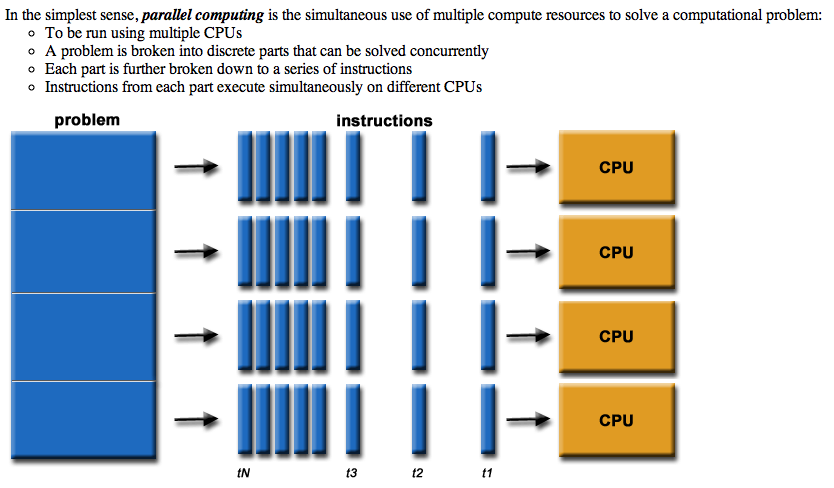 In the simplest sense, parallel computing is the simultaneous use of multiple compute resources to solve a computational problem:
To be run using multiple CPUs
A problem is broken into discrete parts that can be solved concurrently
Each part is further broken down to a series of instructions
Instructions from each part execute simultaneously on different CPUs
problem
instructions
CPU
CPU
CPU
CPU
tN t3 t2 t1